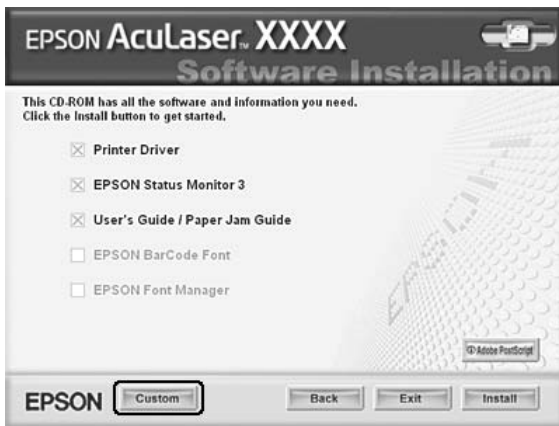 EPSON AcuLaser™ XXXX
Software Installation
This CD-ROM has all the software and information you need.
Click the Install button to get started.
Printer Driver
EPSON Status Monitor 3
User's Guide / Paper Jam Guide
EPSON BarCode Font
EPSON Font Manager
EPSON
Adobe PostScript
EPSON
Custom
Back
Exit
Install